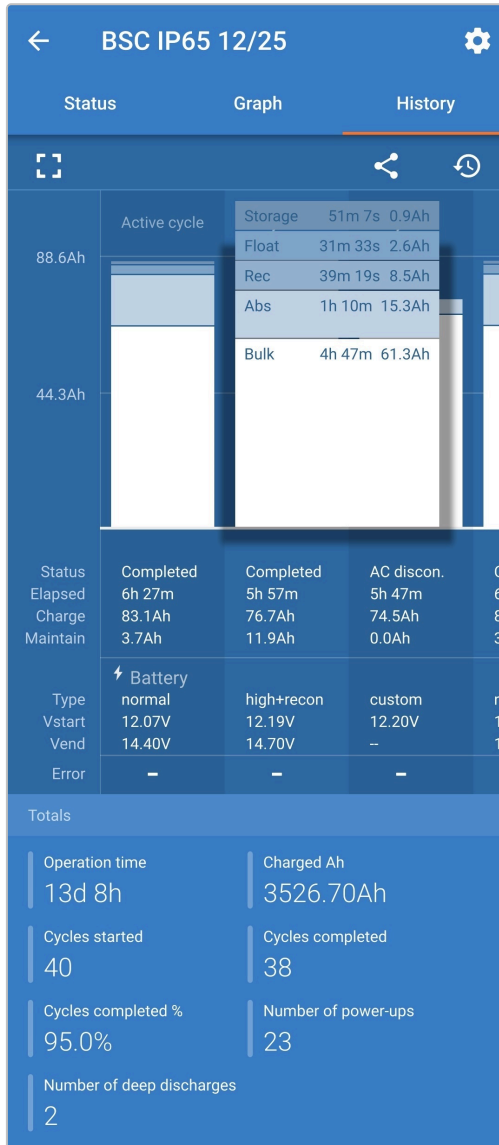 BSC IP65 12/25
Status Graph History
Active cycle
88.6Ah
44.3Ah
Storage 51m 7s 0.9Ah
Float 31m 33s 2.6Ah
Rec 39m 19s 8.5Ah
Abs 1h 10m 15.3Ah
Bulk 4h 47m 61.3Ah
Status Completed Completed AC discon.
Elapsed 6h 27m 5h 57m 5h 47m
Charge 83.1Ah 76.7Ah 74.5Ah
Maintain 3.7Ah 11.9Ah 0.0Ah
Battery
Type normal high+recon custom
Vstart 12.07V 12.19V 12.20V
Vend 14.40V 14.70V --
Error – – –
Totals
Operation time Charged Ah
13d 8h 3526.70Ah
Cycles started Cycles completed
40 38
Cycles completed % Number of power-ups
95.0% 23
Number of deep discharges
2